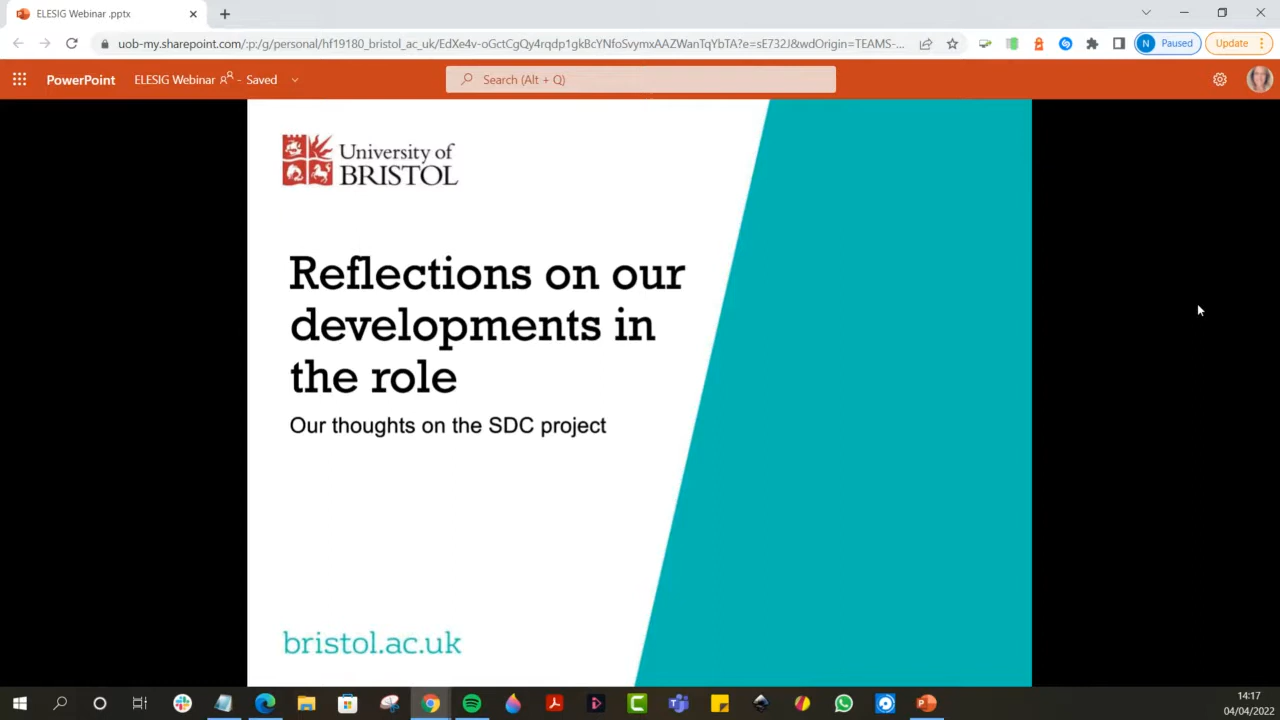 ELESIG Webinar .pptx
uob-my.sharepoint.com/:p:/g/personal/hf19180_bristol_ac_uk/EdXe4v-oGctCgQy4rqdp1gkBcYNfoSvymxAAZWanTqYbTA?e=sE732J&wdOrigin=TEAMS-...
N Paused
Update
PowerPoint
ELESIG Webinar - Saved
Search (Alt + Q)
University of
BRISTOL
Reflections on our
developments in
the role
Our thoughts on the SDC project
bristol.ac.uk
14:17
04/04/2022